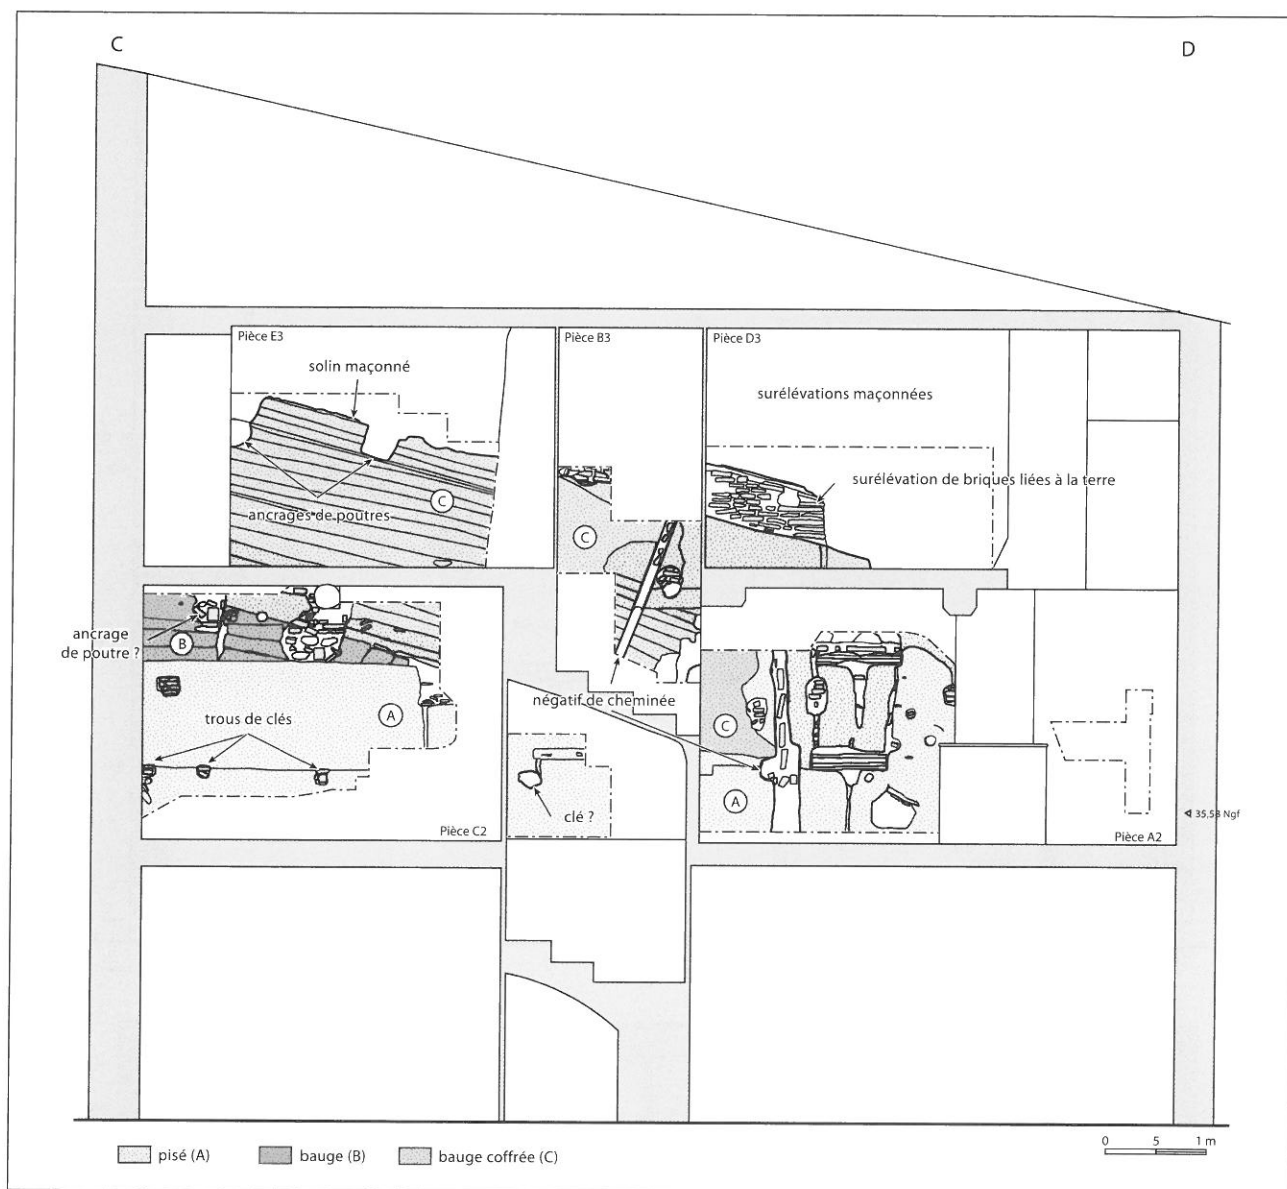 C
D
Pièce E3
Pièce B3
Pièce D3
solin maçonné
surélévations maçonnées
surélévation de briques liées à la terre
C
ancrages de poutres
C
ancrage
de poutre ?
B
trous de clés
A
négatif de cheminée
C
clé ?
A
35,58 Ngf
Pièce C2
Pièce A2
0 5 1 m
pisé (A)
bauge (B)
bauge coffrée (C)